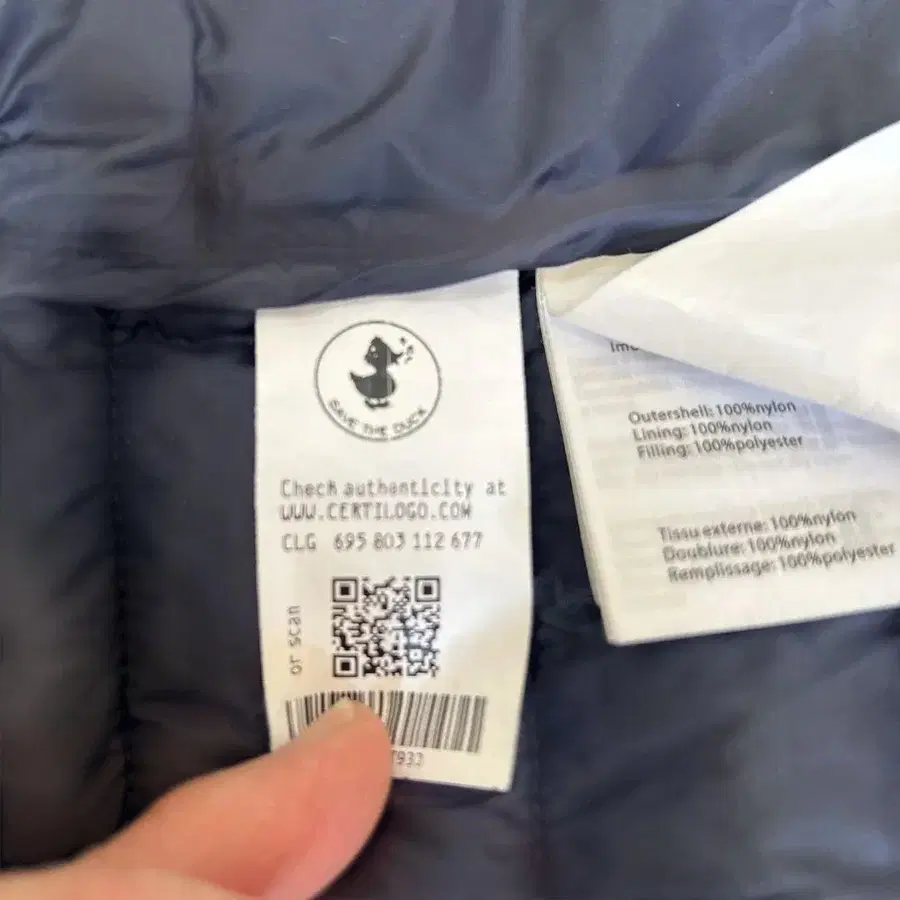 SAVE THE DUCK
Check authenticity at
WWW.CERTILOGO.COM
CLG 695 803 112 677
or scan
Outershell: 100%nylon
Lining: 100%nylon
Filling: 100%polyester
Tissu externe: 100%nylon
Doublure: 100%nylon
Remplissage: 100%polyester